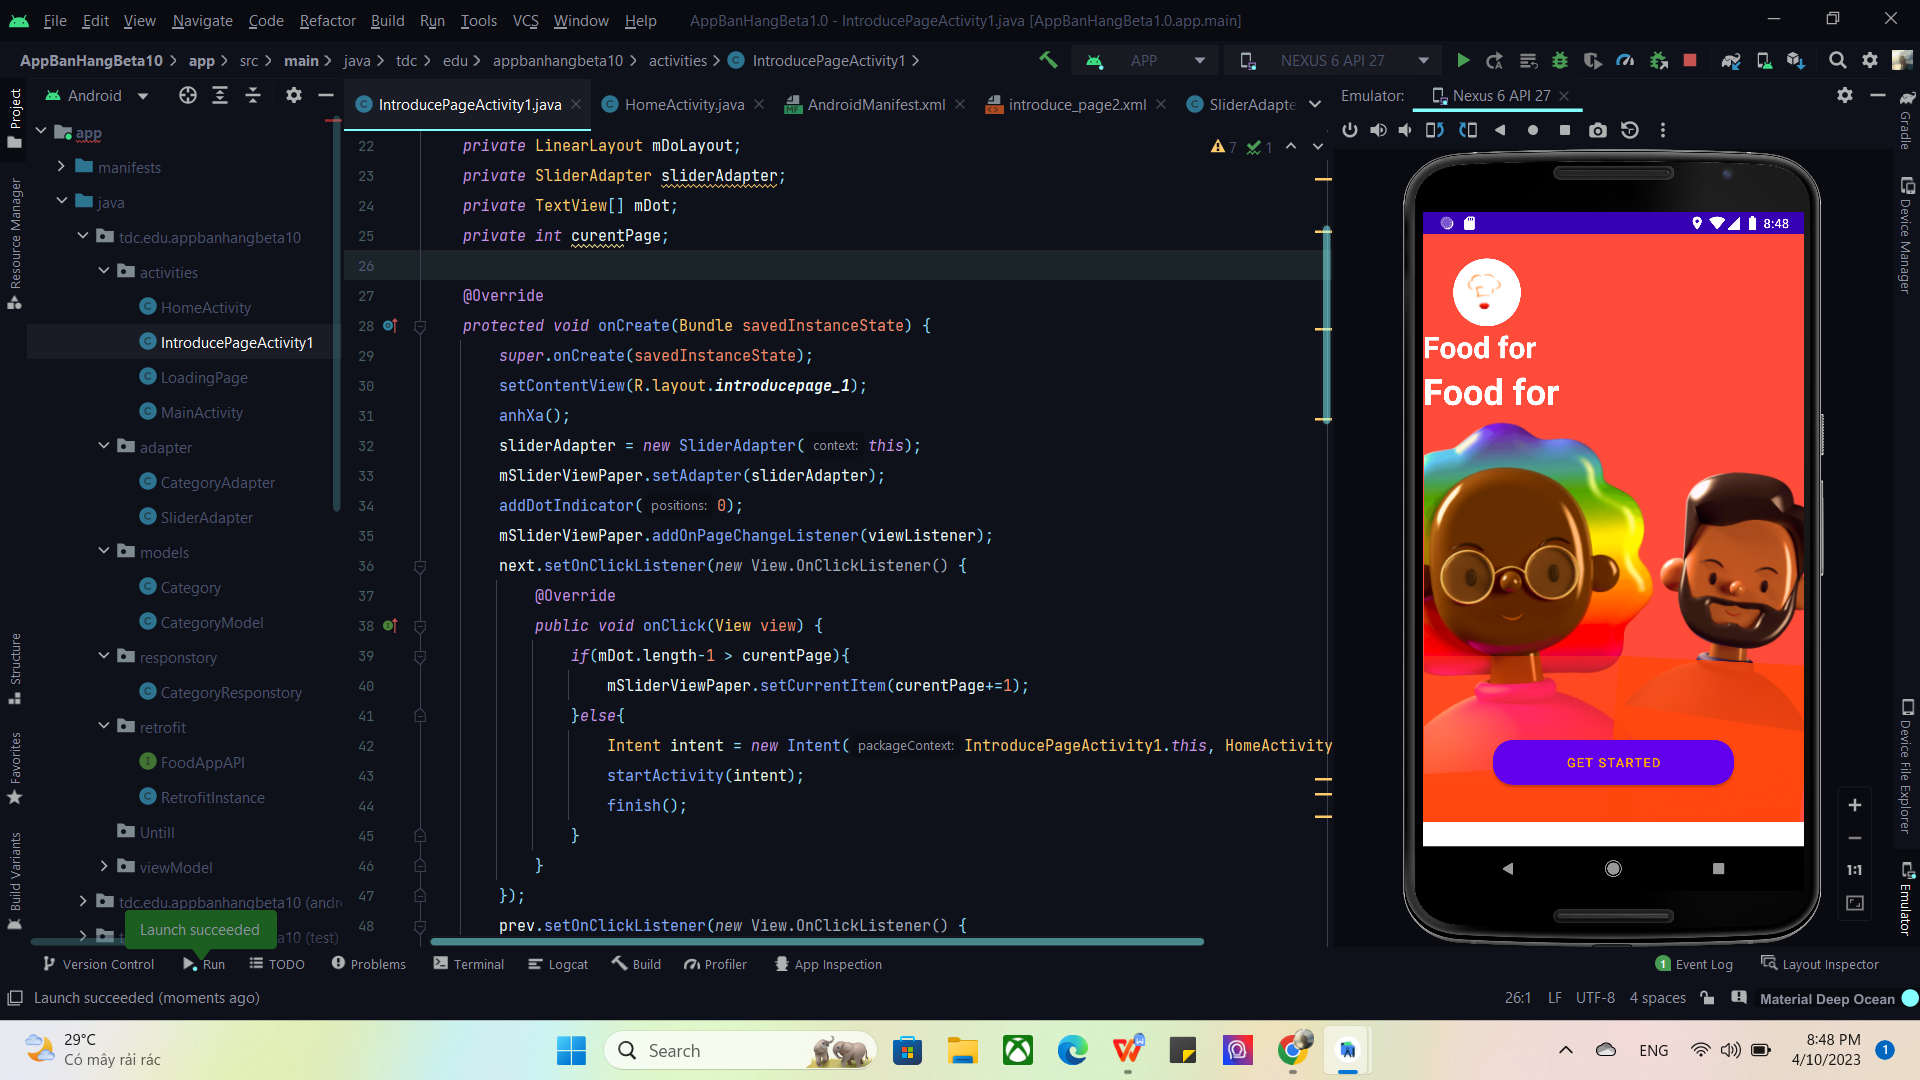 File Edit View Navigate Code Refactor Build Run Tools VCS Window Help AppBanHangBeta1.0 - IntroducePageActivity1.java [AppBanHangBeta1.0.app.main]
AppBanHangBeta10 app src main java tdc edu appbanhangbeta10 activities IntroducePageActivity1 APP NEXUS 6 API 27
Android IntroducePageActivity1.java HomeActivity.java AndroidManifest.xml introduce_page2.xml SliderAdapte Emulator: Nexus 6 API 27
Project
Resource Manager
Structure
Favorites
Build Variants
app
manifests
java
tdc.edu.appbanhangbeta10
activities
HomeActivity
IntroducePageActivity1
LoadingPage
MainActivity
adapter
CategoryAdapter
SliderAdapter
models
Category
CategoryModel
responstory
CategoryResponstory
retrofit
FoodAppAPI
RetrofitInstance
Untill
viewModel
tdc.edu.appbanhangbeta10 (andr
a10 (test)
Launch succeeded
7 1
22 private LinearLayout mDoLayout;
23 private SliderAdapter sliderAdapter;
24 private TextView[] mDot;
25 private int curentPage;
26
27 @Override
28 protected void onCreate(Bundle savedInstanceState) {
29 super.onCreate(savedInstanceState);
30 setContentView(R.layout.introducepage_1);
31 anhXa();
32 sliderAdapter = new SliderAdapter( context: this);
33 mSliderViewPaper.setAdapter(sliderAdapter);
34 addDotIndicator( positions: 0);
35 mSliderViewPaper.addOnPageChangeListener(viewListener);
36 next.setOnClickListener(new View.OnClickListener() {
37 @Override
38 public void onClick(View view) {
39 if(mDot.length-1 > curentPage){
40 mSliderViewPaper.setCurrentItem(curentPage+=1);
41 }else{
42 Intent intent = new Intent( packageContext: IntroducePageActivity1.this, HomeActivity
43 startActivity(intent);
44 finish();
45 }
46 }
47 });
48 prev.setOnClickListener(new View.OnClickListener() {
8:48
Food for
Food for
GET STARTED
1:1
Gradle
Device Manager
Device File Explorer
Emulator
Version Control Run TODO Problems Terminal Logcat Build Profiler App Inspection 1 Event Log Layout Inspector
Launch succeeded (moments ago) 26:1 LF UTF-8 4 spaces Material Deep Ocean
29°C
Có mây rải rác
Search
ENG
8:48 PM
4/10/2023
1